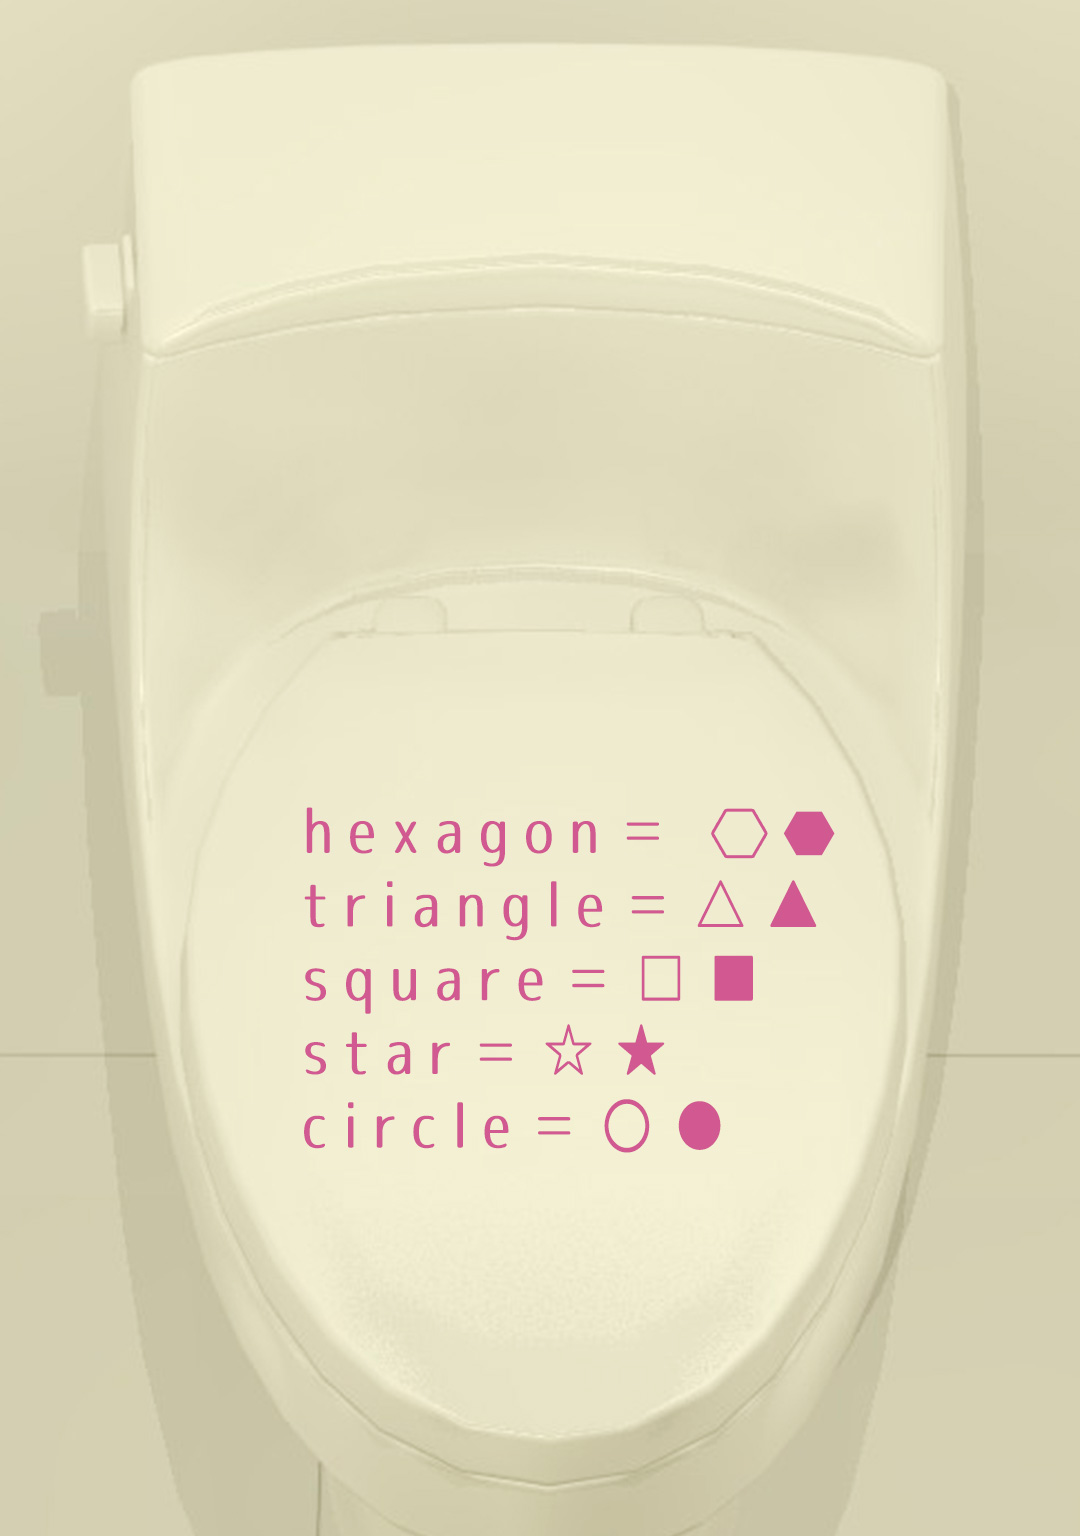 hexagon = ⬡ ⬢
triangle = △ ▲
square = □ ■
star = ☆ ★
circle = ○ ●